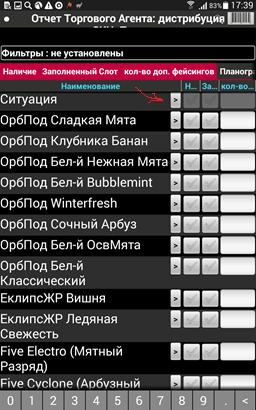 83% 17:39
Отчет Торгового Агента: дистрибуция
Фильтры : не установлены
Наличие Заполненный Слот кол-во доп. фейсингов Планогр
Наименование Н... За... кол-во...
Ситуация >
ОрбПод Сладкая Мята >
ОрбПод Клубника Банан >
ОрбПод Бел-й Нежная Мята >
ОрбПод Бел-й Bubblemint >
ОрбПод Winterfresh >
ОрбПод Сочный Арбуз >
ОрбПод Бел-й ОсвМята >
ОрбПод Бел-й
Классический >
ЕклипсЖР Вишня >
ЕклипсЖР Ледяная
Свежесть >
Five Electro (Мятный
Разряд) >
Five Cyclone (Арбузный >
0 1 2 3 4 5 6 7 8 9 . <